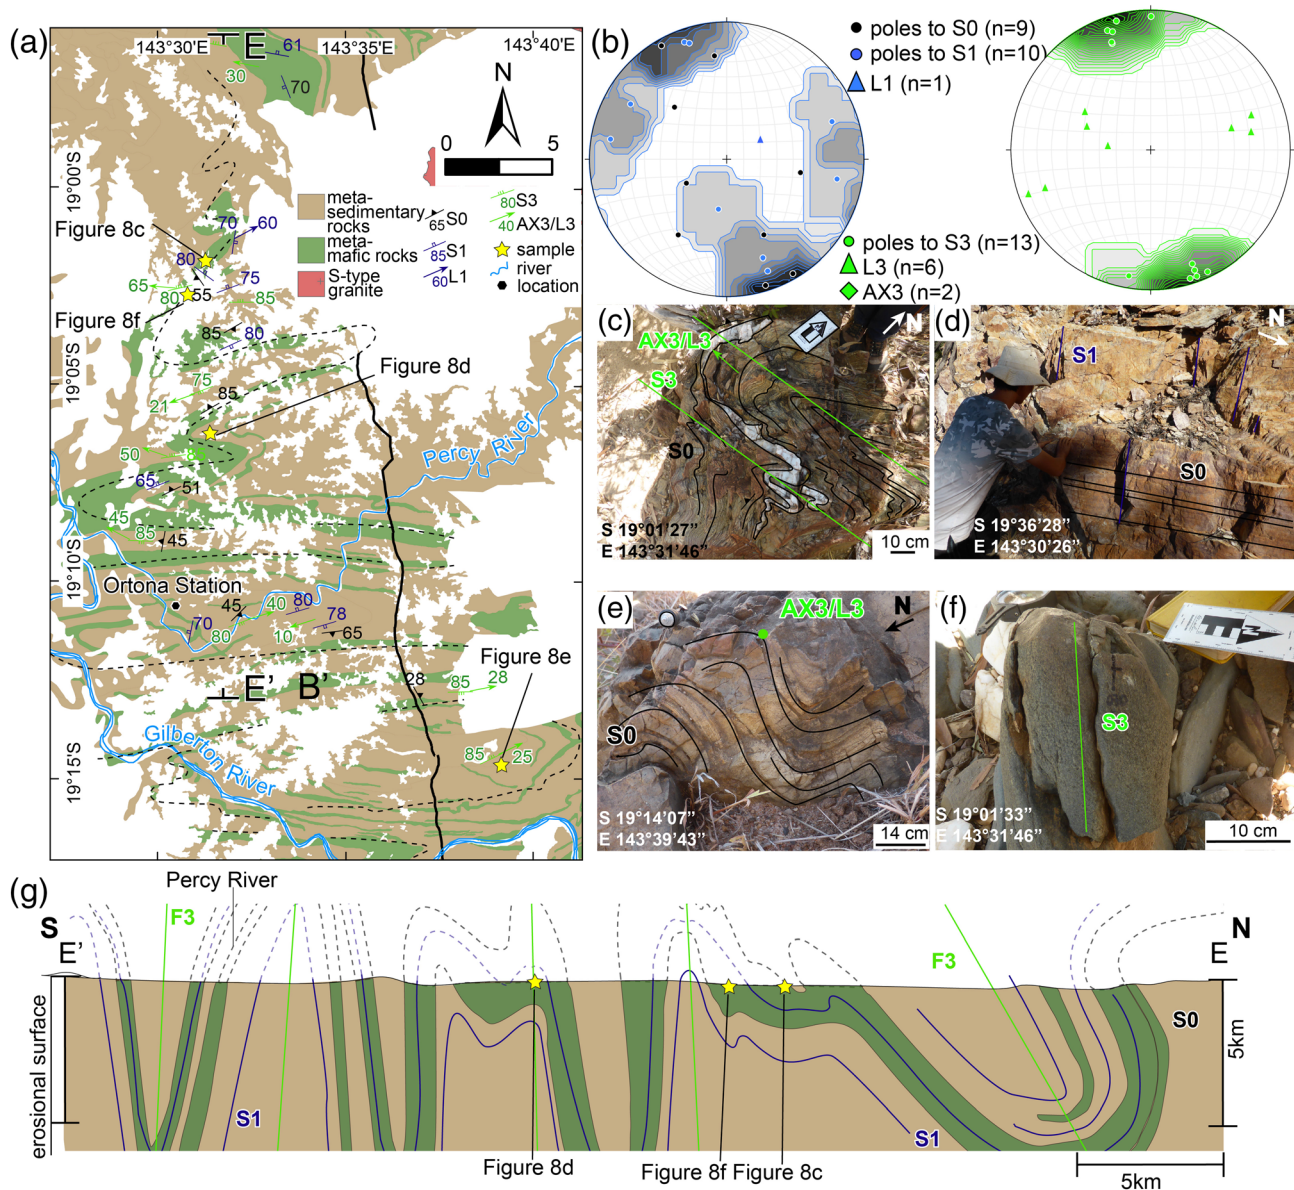 (a)
143°30'E
143°35'E
143°40'E
E
61
30
70
N
0
5
19°00'S
19°05'S
19°10'S
19°15'S
meta-
sedimentary
rocks
meta-
mafic rocks
S-type
granite
65
S0
85
S1
60
L1
80
S3
40
AX3/L3
sample
river
location
Figure 8c
70
60
80
75
65
80
55
85
Figure 8f
85
80
Figure 8d
75
85
21
Percy River
50
65
51
45
85
45
Ortona Station
45
40
80
78
70
80
10
65
Figure 8e
E'
B'
28
85
28
Gilberton River
85
25
(b)
poles to S0 (n=9)
poles to S1 (n=10)
L1 (n=1)
poles to S3 (n=13)
L3 (n=6)
AX3 (n=2)
(c)
AX3/L3
N
S3
S0
S 19°01'27"
E 143°31'46"
10 cm
(d)
N
S1
S0
S 19°36'28"
E 143°30'26"
(e)
AX3/L3
N
S0
S 19°14'07"
E 143°39'43"
14 cm
(f)
N
S3
S 19°01'33"
E 143°31'46"
10 cm
(g)
Percy River
S
E'
F3
F3
E
N
erosional surface
S1
S1
S0
5km
Figure 8d
Figure 8f
Figure 8c
5km